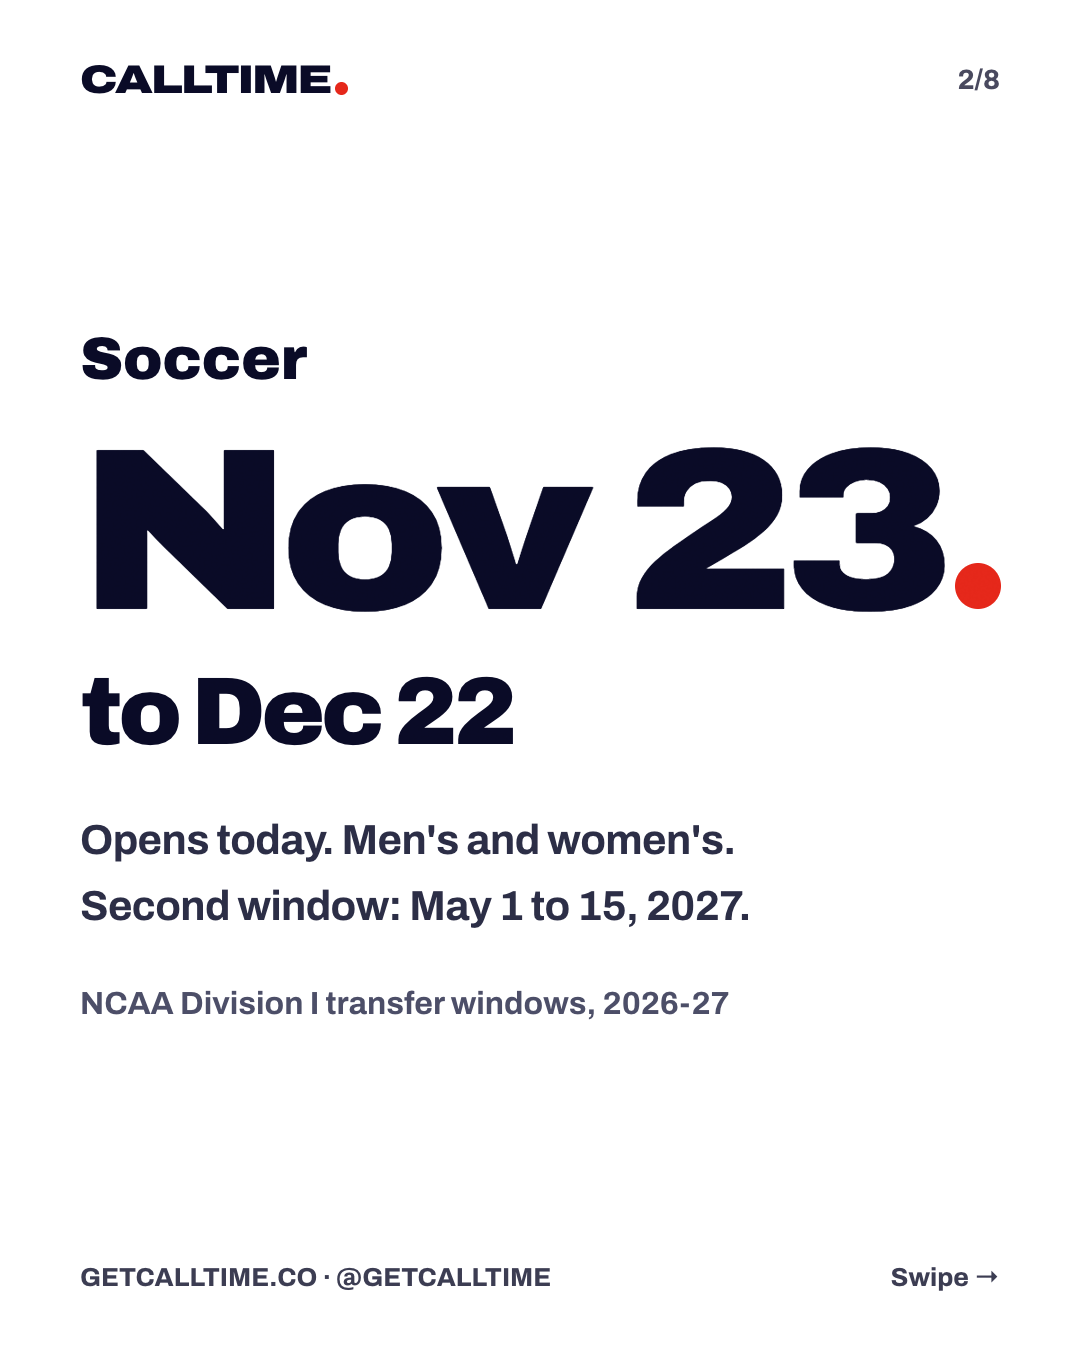 CALLTIME.
2/8
Soccer
Nov 23.
to Dec 22
Opens today. Men's and women's.
Second window: May 1 to 15, 2027.
NCAA Division I transfer windows, 2026-27
GETCALLTIME.CO · @GETCALLTIME
Swipe →